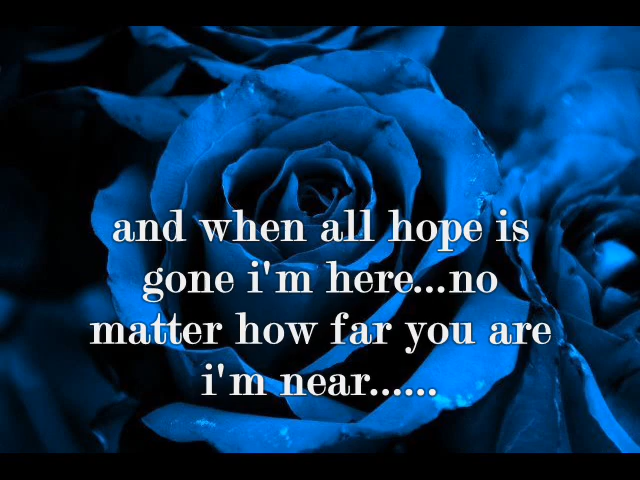 and when all hope is
gone i'm here...no
matter how far you are
i'm near......